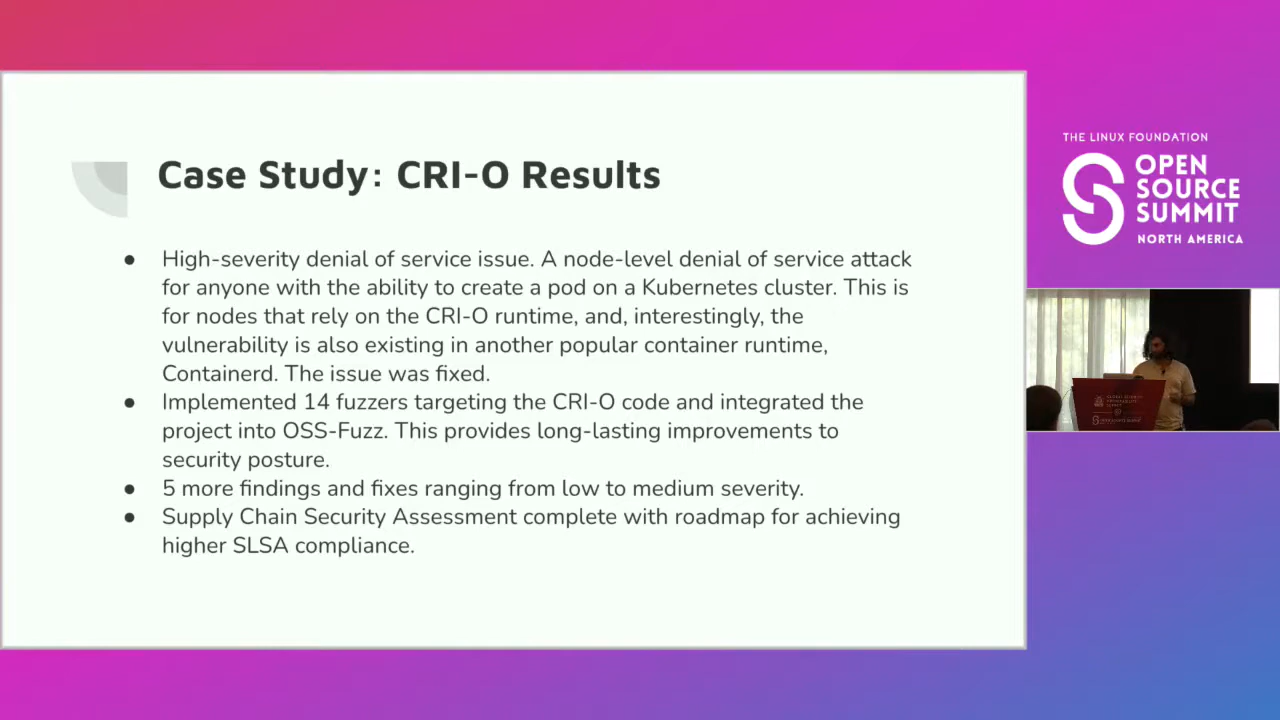 Case Study: CRI-O Results
● High-severity denial of service issue. A node-level denial of service attack
for anyone with the ability to create a pod on a Kubernetes cluster. This is
for nodes that rely on the CRI-O runtime, and, interestingly, the
vulnerability is also existing in another popular container runtime,
Containerd. The issue was fixed.
● Implemented 14 fuzzers targeting the CRI-O code and integrated the
project into OSS-Fuzz. This provides long-lasting improvements to
security posture.
● 5 more findings and fixes ranging from low to medium severity.
● Supply Chain Security Assessment complete with roadmap for achieving
higher SLSA compliance.
THE LINUX FOUNDATION
OPEN
SOURCE
SUMMIT
NORTH AMERICA